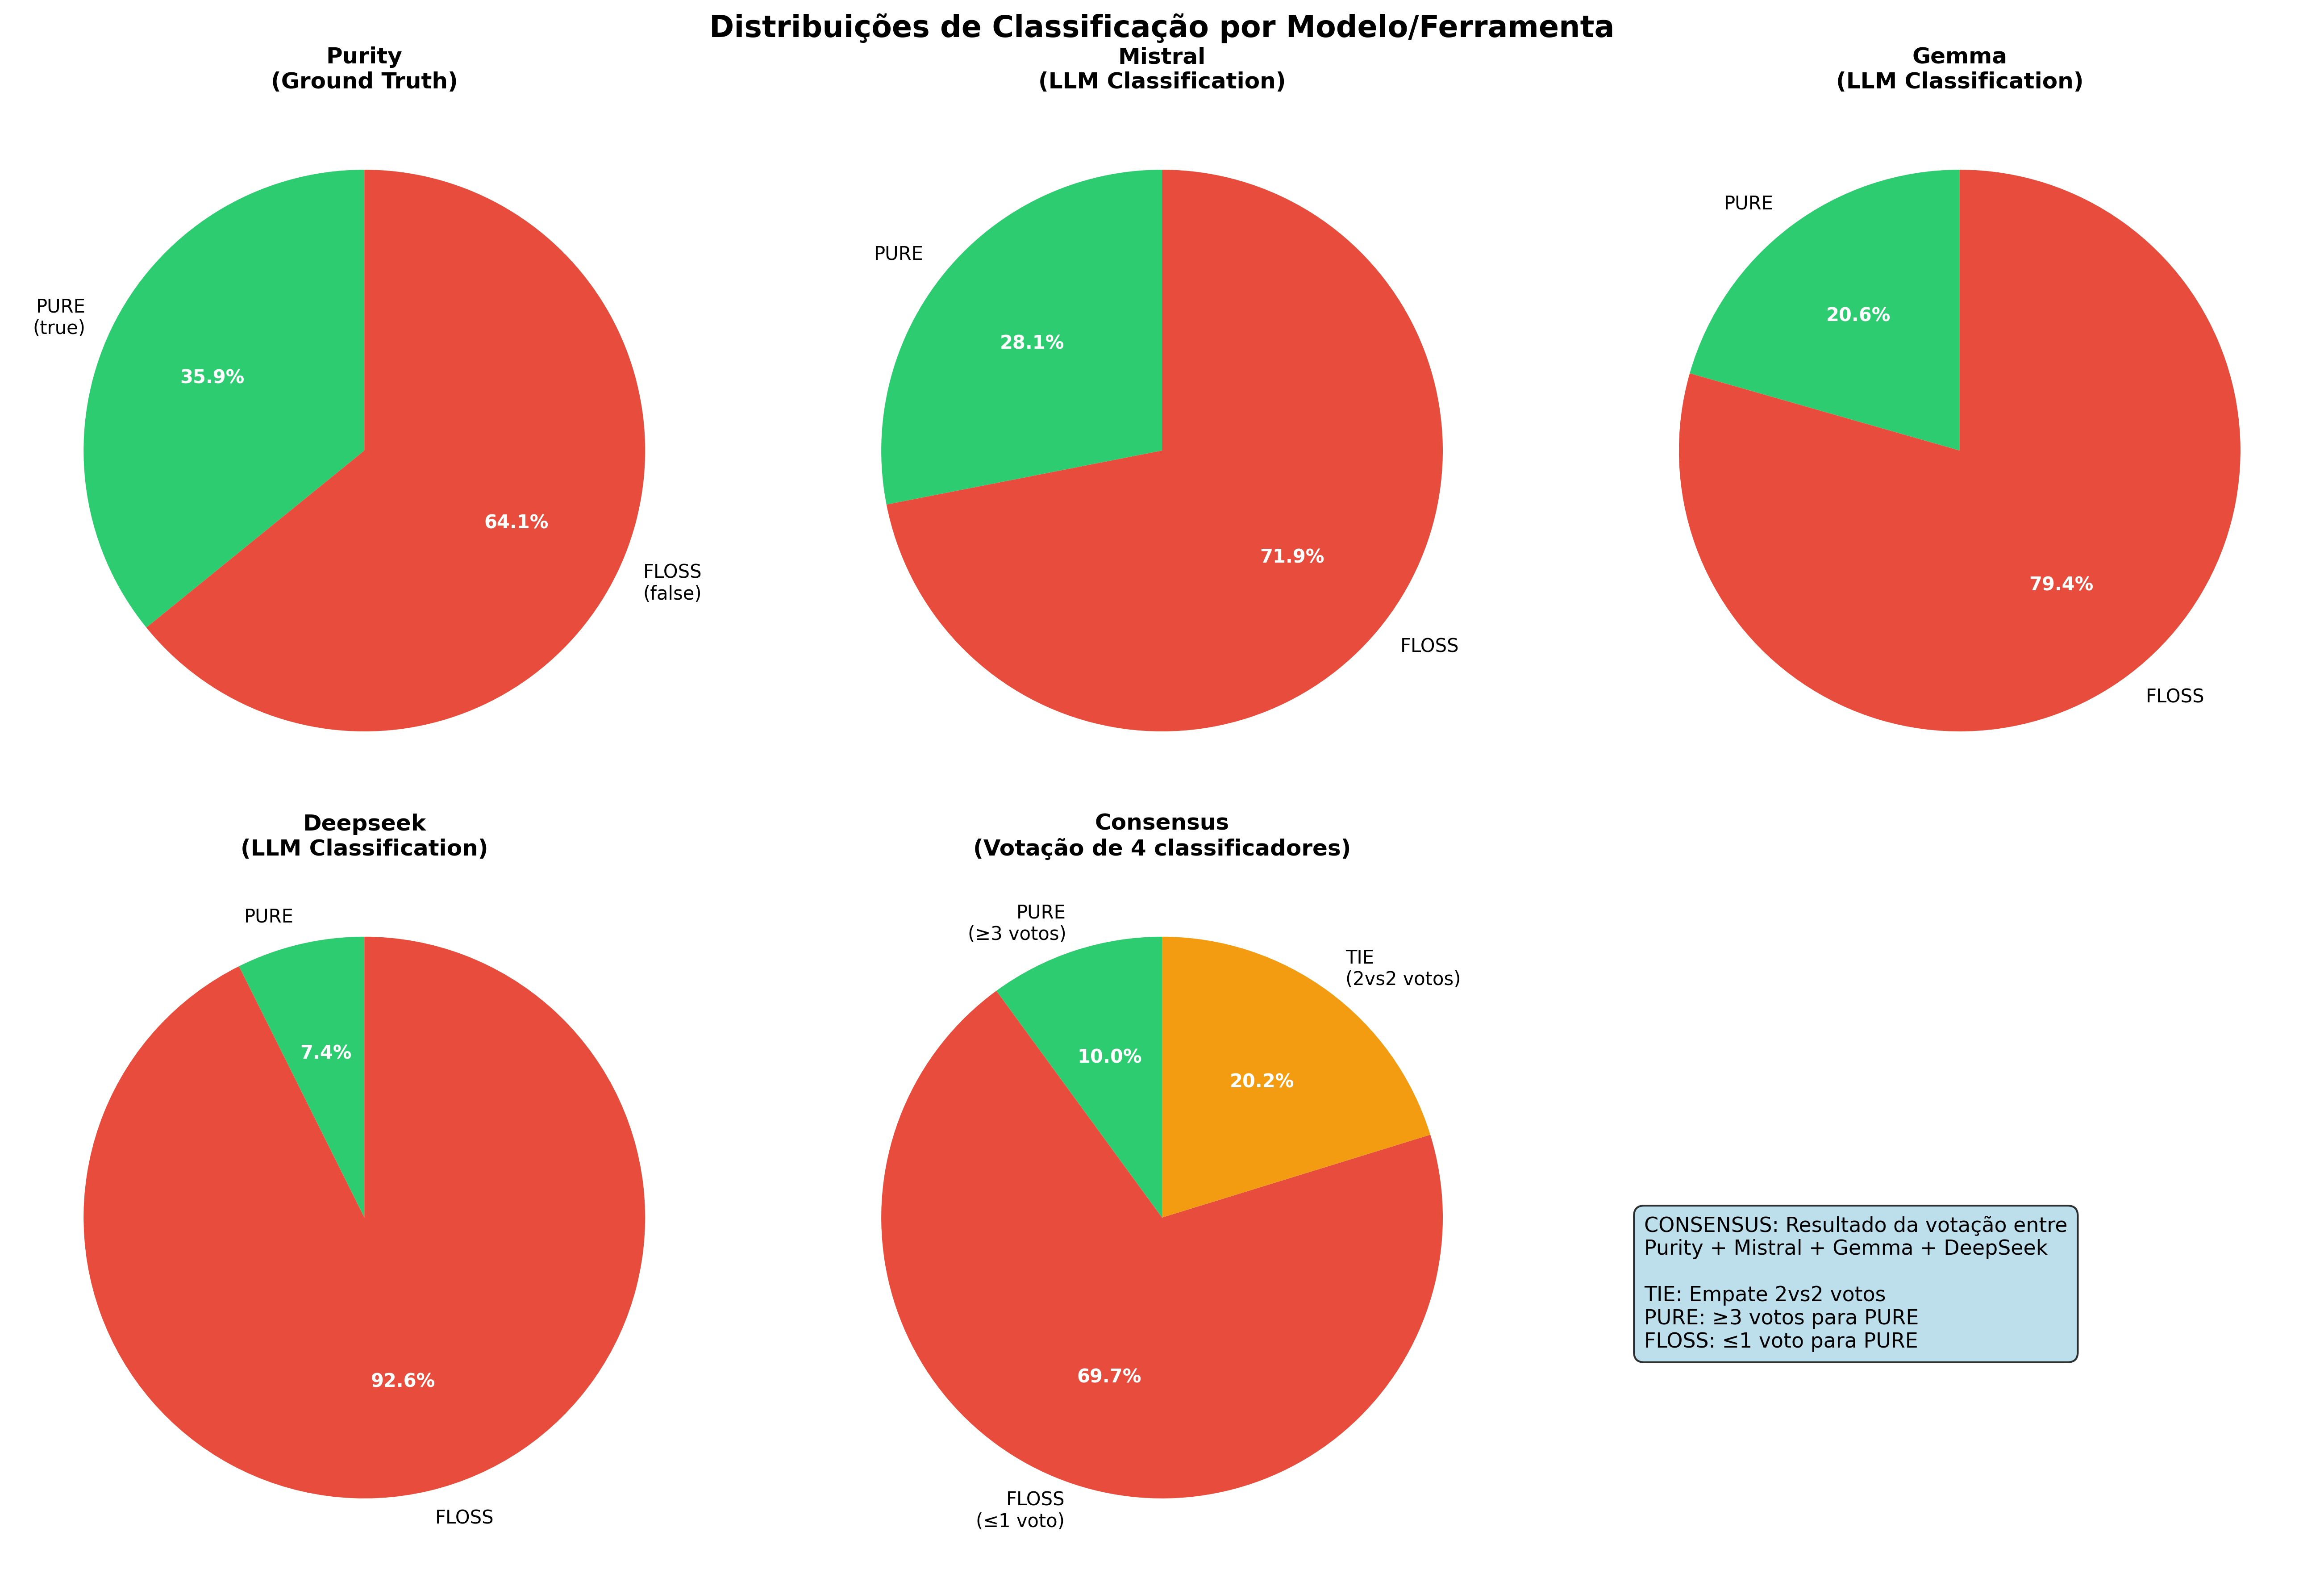 Distribuições de Classificação por Modelo/Ferramenta
Purity
(Ground Truth)
PURE
(true)
35.9%
64.1%
FLOSS
(false)
Mistral
(LLM Classification)
PURE
28.1%
71.9%
FLOSS
Gemma
(LLM Classification)
PURE
20.6%
79.4%
FLOSS
Deepseek
(LLM Classification)
PURE
7.4%
92.6%
FLOSS
Consensus
(Votação de 4 classificadores)
PURE
(≥3 votos)
TIE
(2vs2 votos)
10.0%
20.2%
69.7%
FLOSS
(≤1 voto)
CONSENSUS: Resultado da votação entre
Purity + Mistral + Gemma + DeepSeek
TIE: Empate 2vs2 votos
PURE: ≥3 votos para PURE
FLOSS: ≤1 voto para PURE